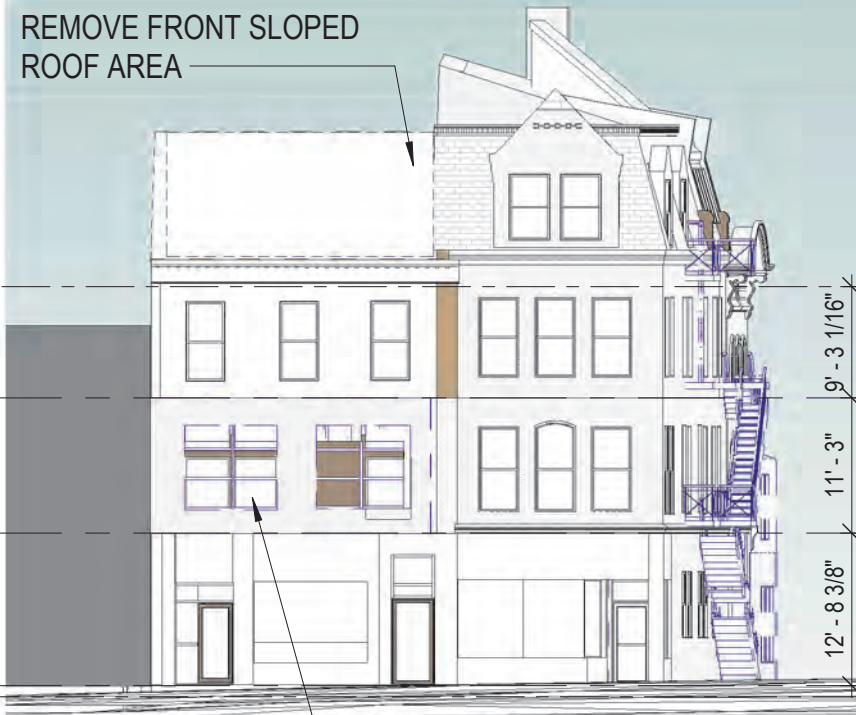 REMOVE FRONT SLOPED
ROOF AREA
9' - 3 1/16"
11' - 3"
12' - 8 3/8"